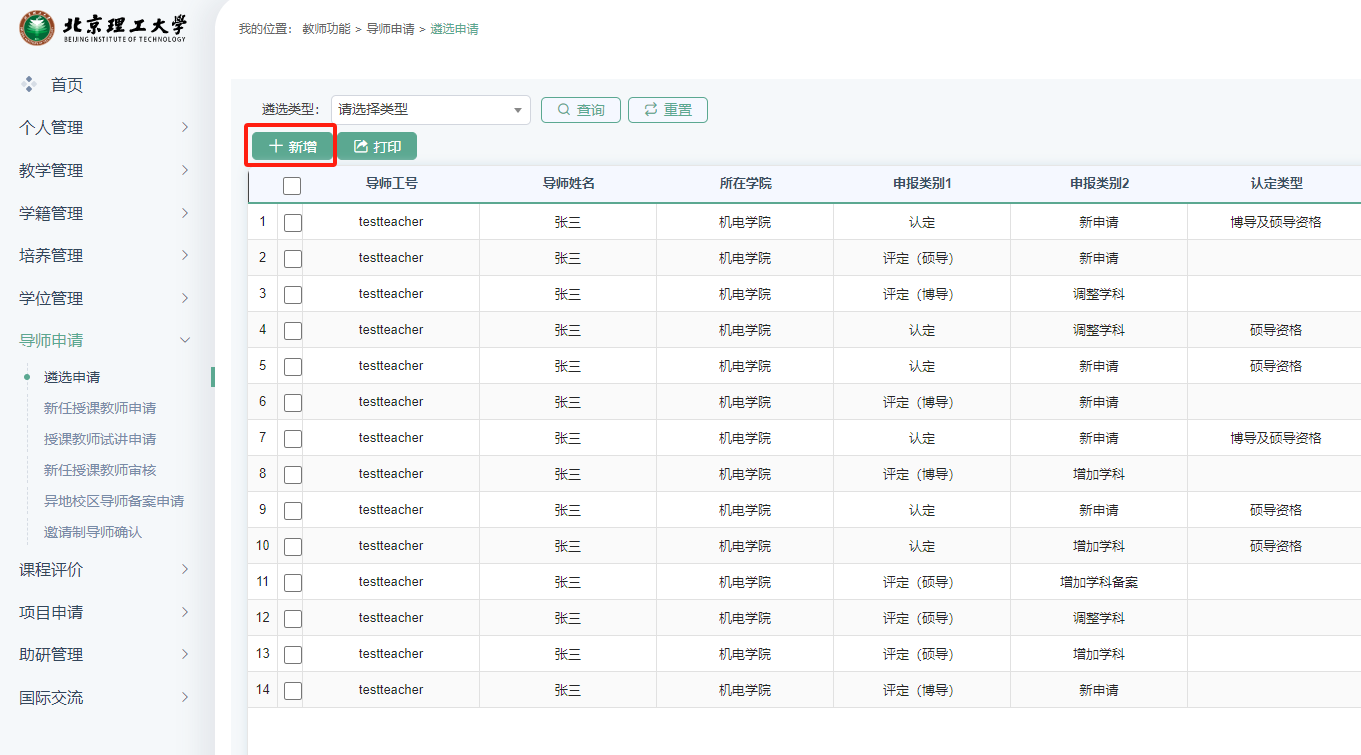 北京理工大学
BEIJING INSTITUTE OF TECHNOLOGY
首页
个人管理
教学管理
学籍管理
培养管理
学位管理
导师申请
遴选申请
新任授课教师申请
授课教师试讲申请
新任授课教师审核
异地校区导师备案申请
邀请制导师确认
课程评价
项目申请
助研管理
国际交流
我的位置： 教师功能 > 导师申请 > 遴选申请
遴选类型： 请选择类型 查询 重置
新增 打印
导师工号 导师姓名 所在学院 申报类别1 申报类别2 认定类型
1 testteacher 张三 机电学院 认定 新申请 博导及硕导资格
2 testteacher 张三 机电学院 评定（硕导） 新申请
3 testteacher 张三 机电学院 评定（博导） 调整学科
4 testteacher 张三 机电学院 认定 调整学科 硕导资格
5 testteacher 张三 机电学院 认定 新申请 硕导资格
6 testteacher 张三 机电学院 评定（博导） 新申请
7 testteacher 张三 机电学院 认定 新申请 博导及硕导资格
8 testteacher 张三 机电学院 评定（博导） 增加学科
9 testteacher 张三 机电学院 认定 新申请 硕导资格
10 testteacher 张三 机电学院 认定 增加学科 硕导资格
11 testteacher 张三 机电学院 评定（硕导） 增加学科备案
12 testteacher 张三 机电学院 评定（硕导） 调整学科
13 testteacher 张三 机电学院 评定（硕导） 增加学科
14 testteacher 张三 机电学院 评定（博导） 新申请